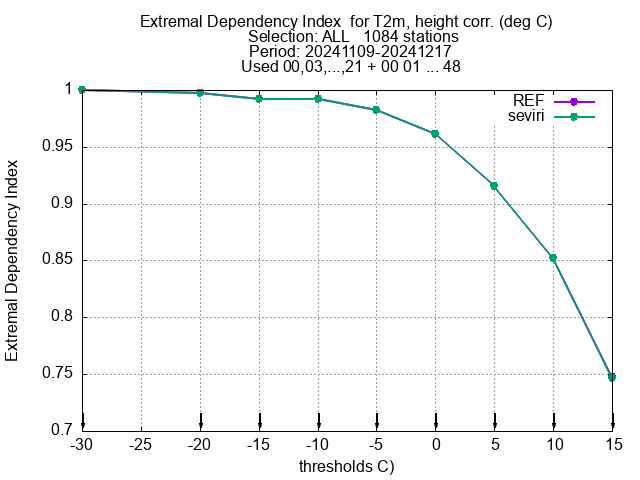 Extremal Dependency Index  for T2m, height corr. (deg C)
Selection: ALL   1084 stations
Period: 20241109-20241217
Used 00,03,...,21 + 00 01 ... 48
REF
seviri
Extremal Dependency Index
1
0.95
0.9
0.85
0.8
0.75
0.7
-30 -25 -20 -15 -10 -5 0 5 10 15
thresholds C)